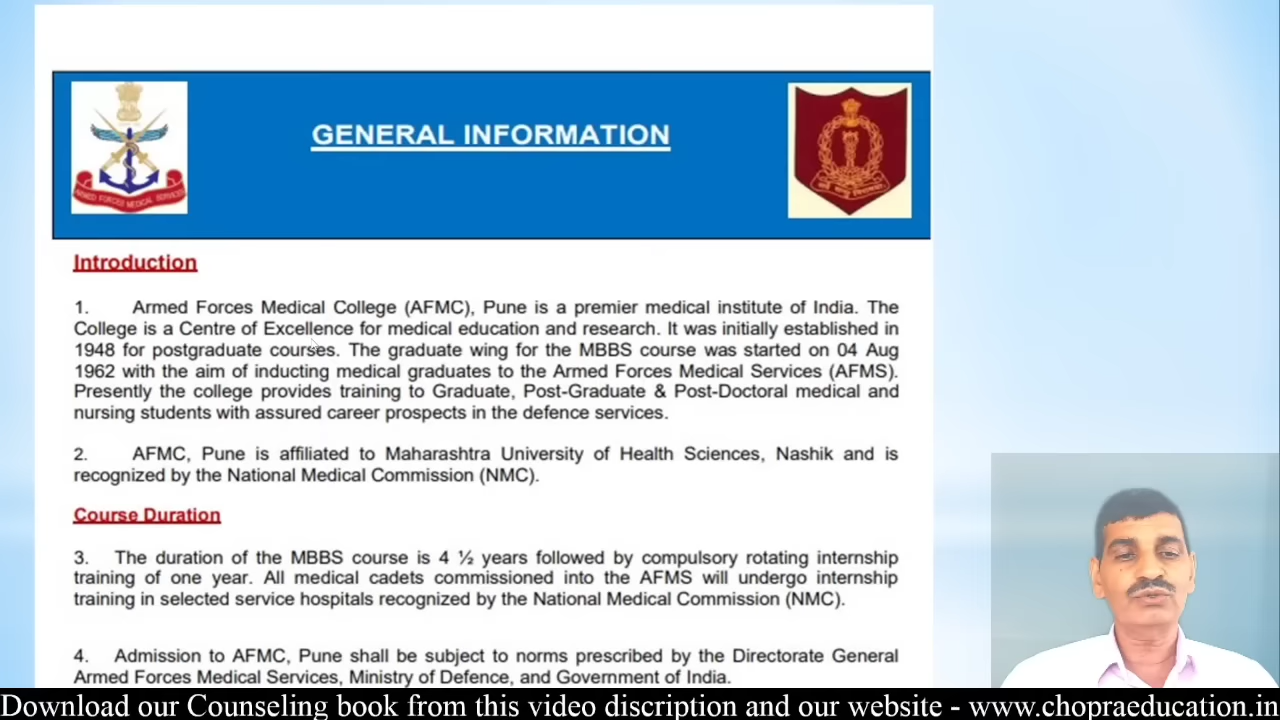 GENERAL INFORMATION
ARMED FORCES MEDICAL SERVICES
Introduction
1. Armed Forces Medical College (AFMC), Pune is a premier medical institute of India. The
College is a Centre of Excellence for medical education and research. It was initially established in
1948 for postgraduate courses. The graduate wing for the MBBS course was started on 04 Aug
1962 with the aim of inducting medical graduates to the Armed Forces Medical Services (AFMS).
Presently the college provides training to Graduate, Post-Graduate & Post-Doctoral medical and
nursing students with assured career prospects in the defence services.
2. AFMC, Pune is affiliated to Maharashtra University of Health Sciences, Nashik and is
recognized by the National Medical Commission (NMC).
Course Duration
3. The duration of the MBBS course is 4 ½ years followed by compulsory rotating internship
training of one year. All medical cadets commissioned into the AFMS will undergo internship
training in selected service hospitals recognized by the National Medical Commission (NMC).
4. Admission to AFMC, Pune shall be subject to norms prescribed by the Directorate General
Armed Forces Medical Services, Ministry of Defence, and Government of India.
Download our Counseling book from this video discription and our website - www.chopraeducation.in